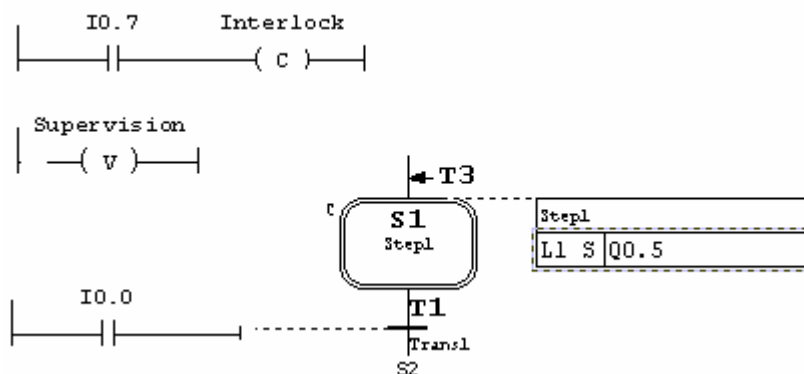 I0.7 Interlock
( C )
Supervision
( V )
T3
C
S1
Step1
Step1
L1 S Q0.5
I0.0
T1
Trans1
S2